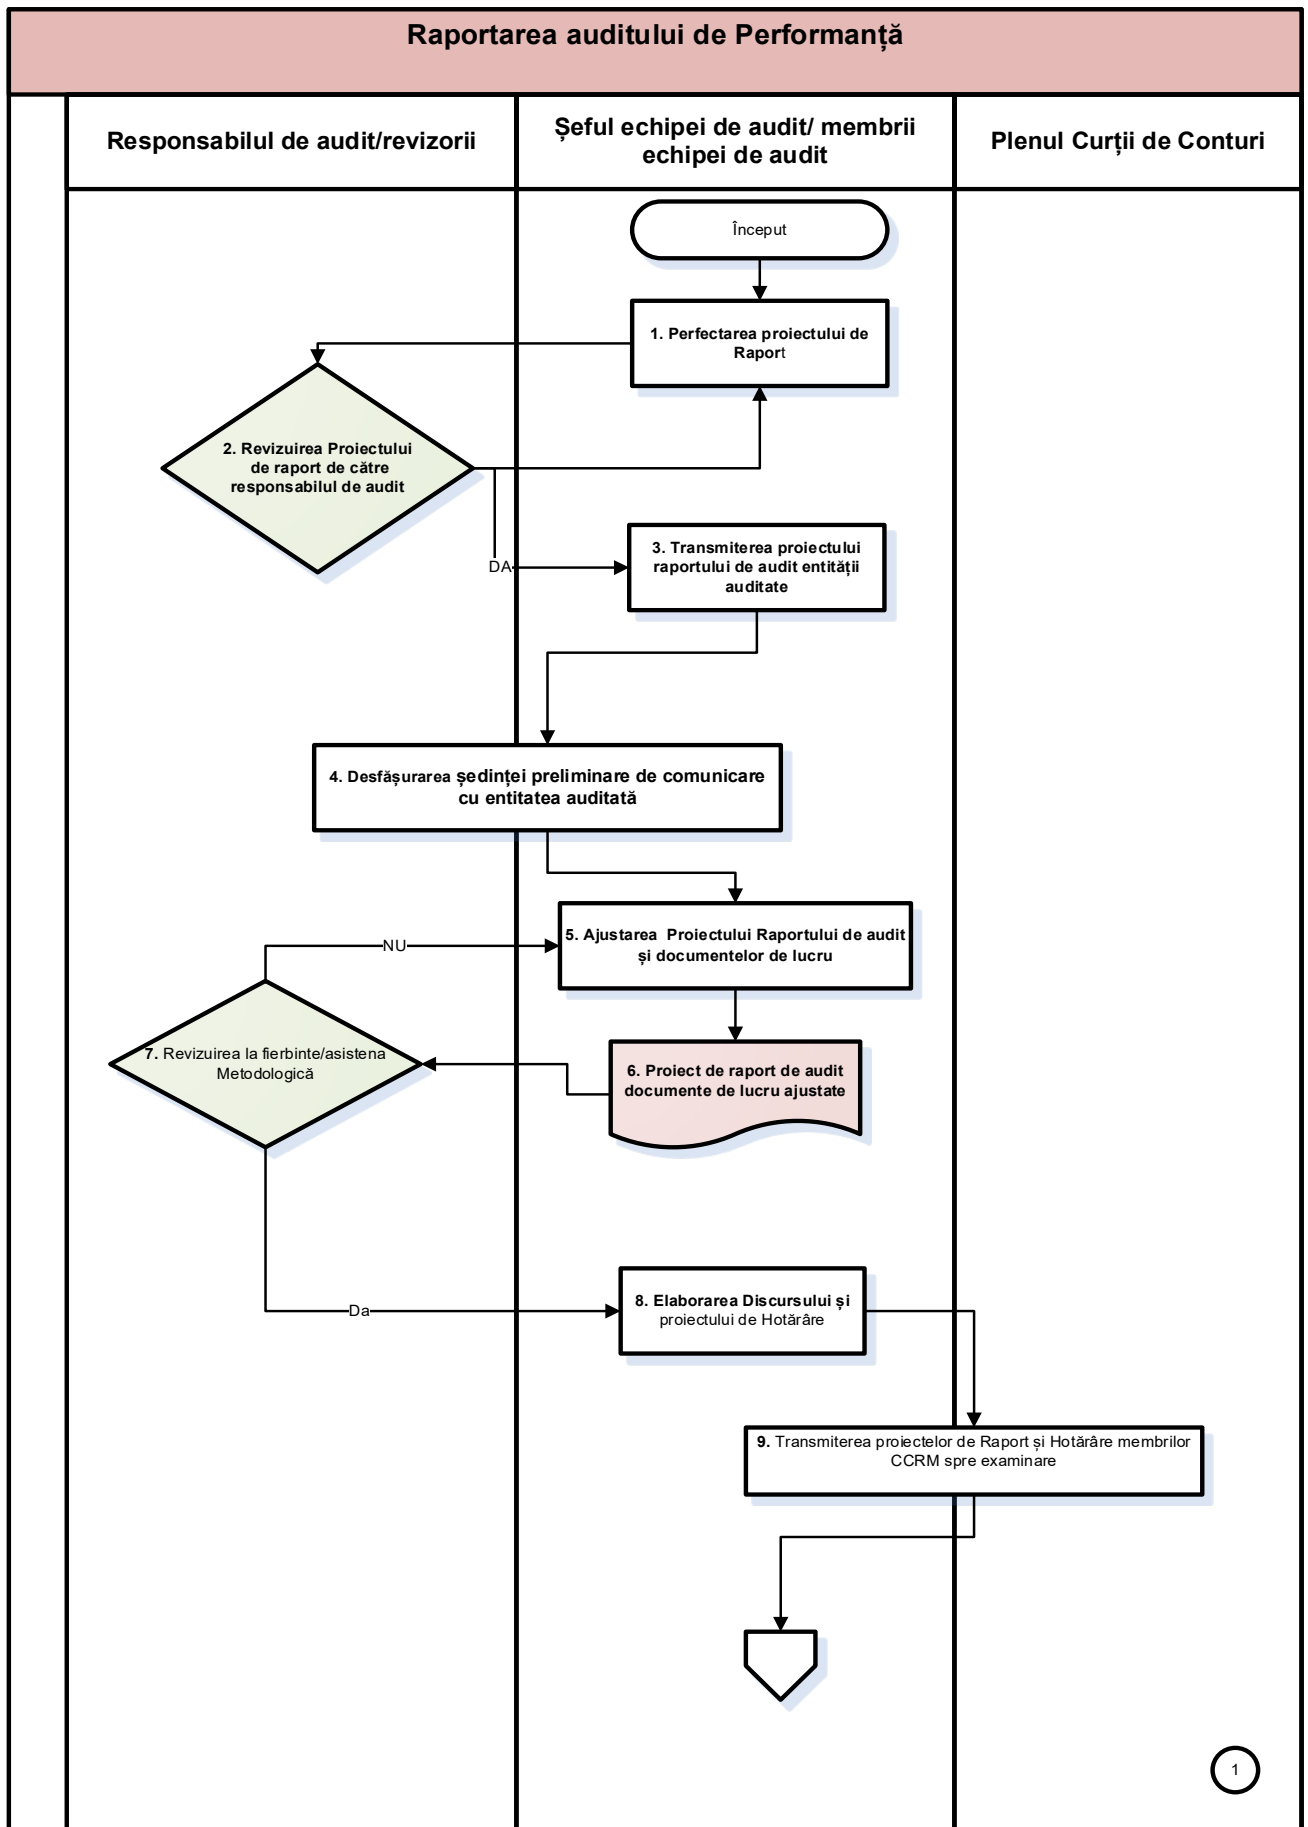 Raportarea auditului de Performanță
Responsabilul de audit/revizorii
Șeful echipei de audit/ membrii
echipei de audit
Plenul Curții de Conturi
Început
1. Perfectarea proiectului de
Raport
2. Revizuirea Proiectului
de raport de către
responsabilul de audit
DA
3. Transmiterea proiectului
raportului de audit entității
auditate
4. Desfășurarea ședinței preliminare de comunicare
cu entitatea auditată
5. Ajustarea Proiectului Raportului de audit
și documentelor de lucru
NU
6. Proiect de raport de audit
documente de lucru ajustate
7. Revizuirea la fierbinte/asistena
Metodologică
Da
8. Elaborarea Discursului și
proiectului de Hotărâre
9. Transmiterea proiectelor de Raport și Hotărâre membrilor
CCRM spre examinare
1